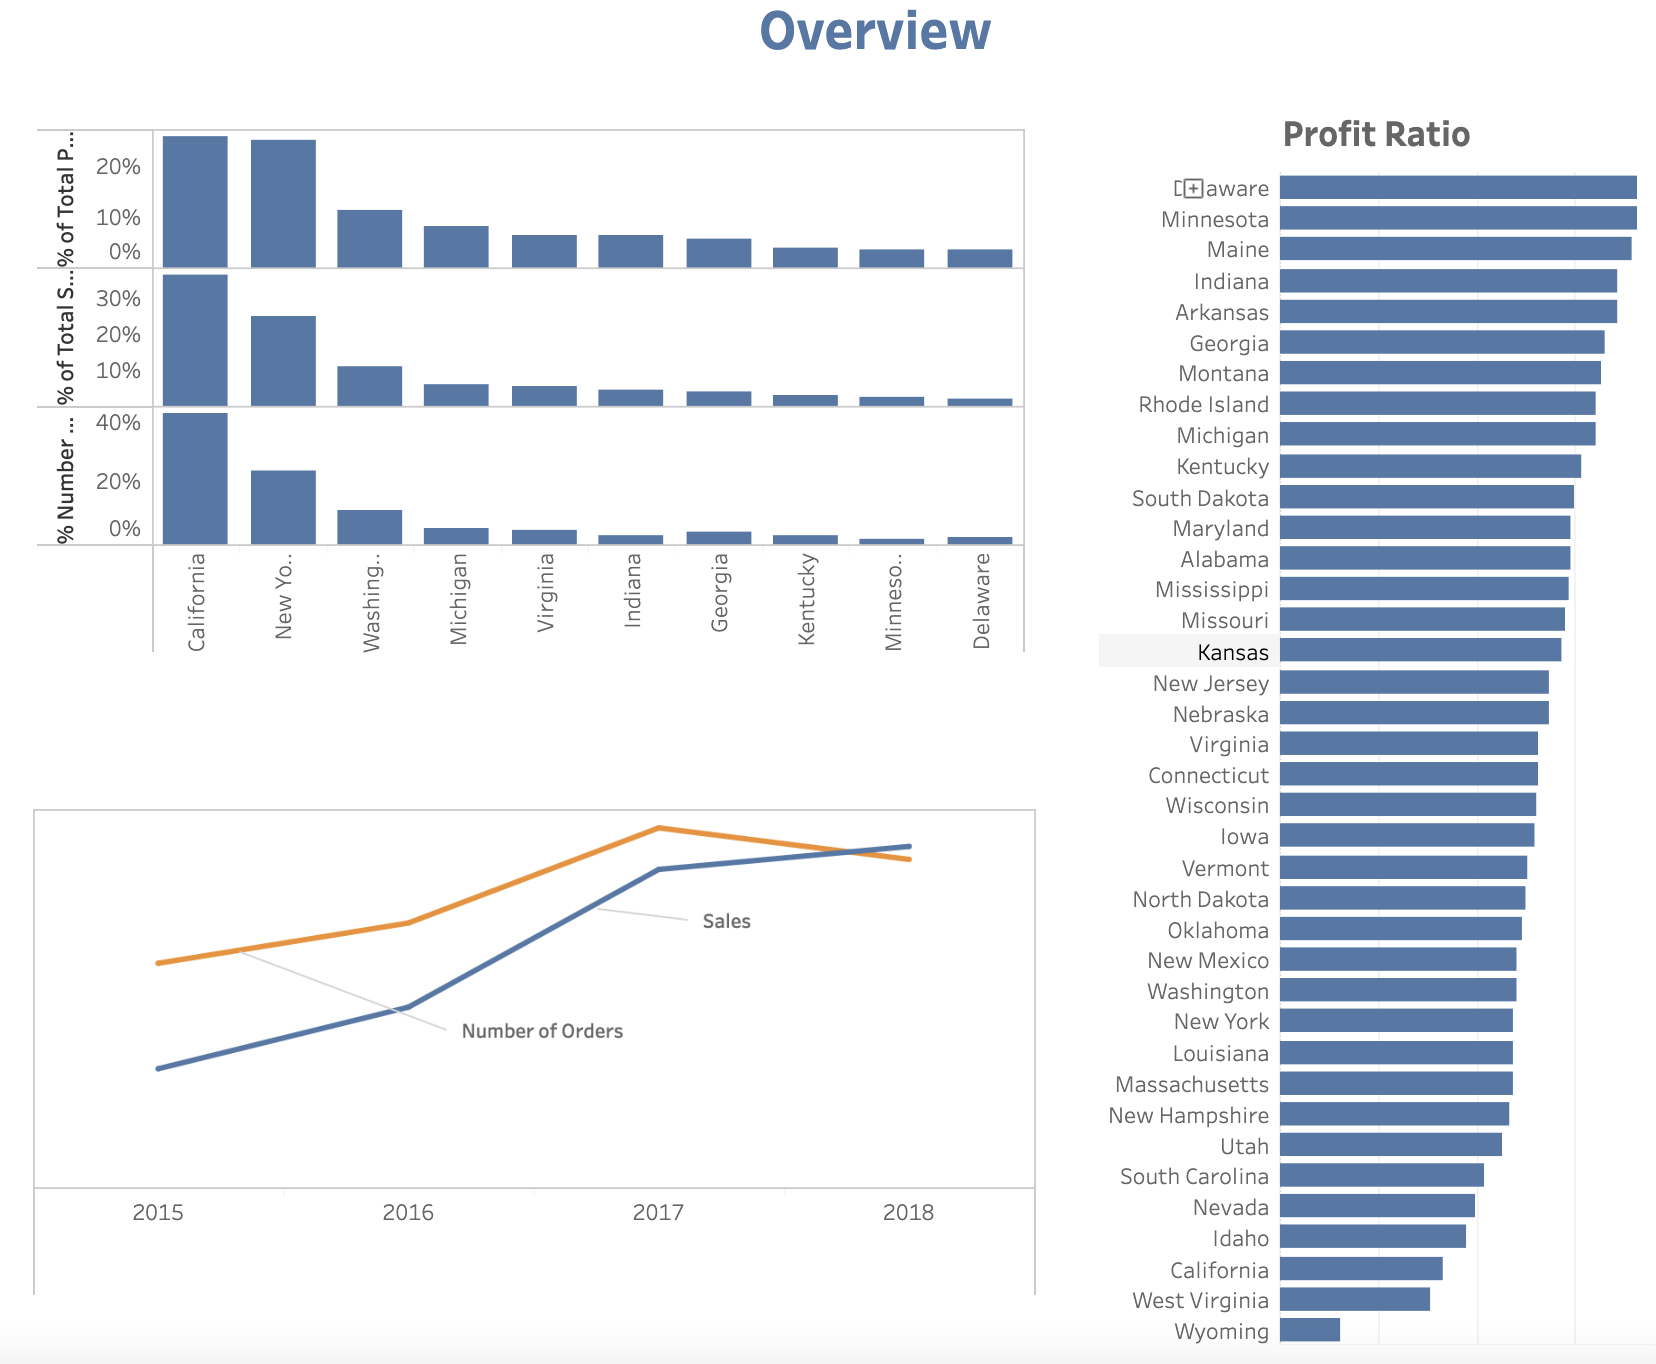 Overview
% of Total P...
20%
10%
0%
% of Total S...
30%
20%
10%
% Number ...
40%
20%
0%
California
New Yo..
Washing..
Michigan
Virginia
Indiana
Georgia
Kentucky
Minneso..
Delaware
Sales
Number of Orders
2015
2016
2017
2018
Profit Ratio
aware
Minnesota
Maine
Indiana
Arkansas
Georgia
Montana
Rhode Island
Michigan
Kentucky
South Dakota
Maryland
Alabama
Mississippi
Missouri
Kansas
New Jersey
Nebraska
Virginia
Connecticut
Wisconsin
Iowa
Vermont
North Dakota
Oklahoma
New Mexico
Washington
New York
Louisiana
Massachusetts
New Hampshire
Utah
South Carolina
Nevada
Idaho
California
West Virginia
Wyoming